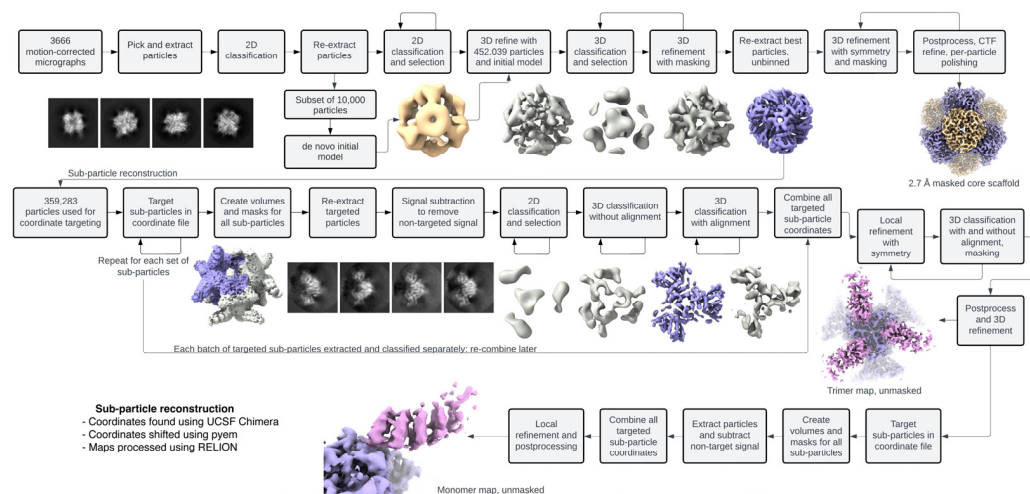 3666
motion-corrected
micrographs
Pick and extract
particles
2D
classification
Re-extract
particles
2D
classification
and selection
3D refine with
452.039 particles
and initial model
3D
classification
and selection
3D
refinement
with masking
Re-extract best
particles.
unbinned
3D refinement
with symmetry
and masking
Postprocess, CTF
refine, per-particle
polishing
Subset of 10,000
particles
de novo initial
model
2.7 Å masked core scaffold
Sub-particle reconstruction
359,283
particles used for
coordinate targeting
Target
sub-particles in
coordinate file
Create volumes
and masks for all
sub-particles
Re-extract
targeted
particles
Signal subtraction
to remove
non-targeted signal
2D
classification
and selection
3D classification
without alignment
3D
classification
with alignment
Combine all
targeted
sub-particle
coordinates
Local
refinement
with
symmetry
3D classification
with and without
alignment,
masking
Repeat for each set of
sub-particles
Postprocess
and 3D
refinement
Each batch of targeted sub-particles extracted and classified separately; re-combine later
Trimer map, unmasked
Sub-particle reconstruction
- Coordinates found using UCSF Chimera
- Coordinates shifted using pyem
- Maps processed using RELION
Local
refinement and
postprocessing
Combine all
targeted
sub-particle
coordinates
Extract particles
and subtract
non-target signal
Create
volumes and
masks for all
sub-particles
Target
sub-particles in
coordinate file
Monomer map, unmasked